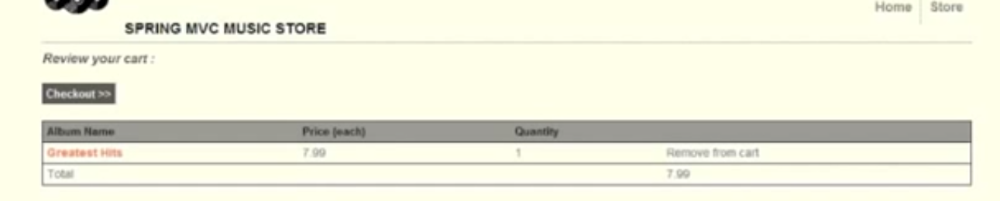 Home Store
SPRING MVC MUSIC STORE
Review your cart :
Checkout >>
Album Name Price (each) Quantity
Greatest Hits 7.99 1 Remove from cart
Total 7.99